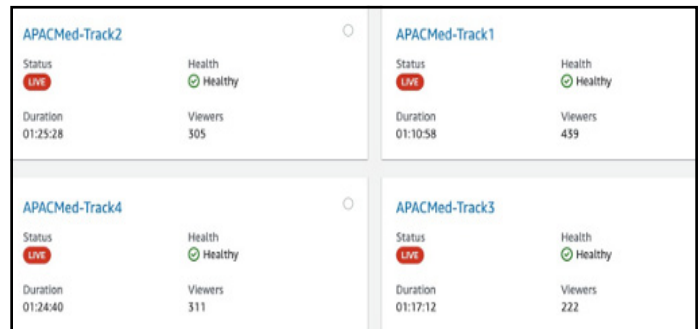 APACMed-Track2
Status
Health
LIVE
Healthy
Duration
Viewers
01:25:28
305
APACMed-Track1
Status
Health
LIVE
Healthy
Duration
Viewers
01:10:58
439
APACMed-Track4
Status
Health
LIVE
Healthy
Duration
Viewers
01:24:40
311
APACMed-Track3
Status
Health
LIVE
Healthy
Duration
Viewers
01:17:12
222